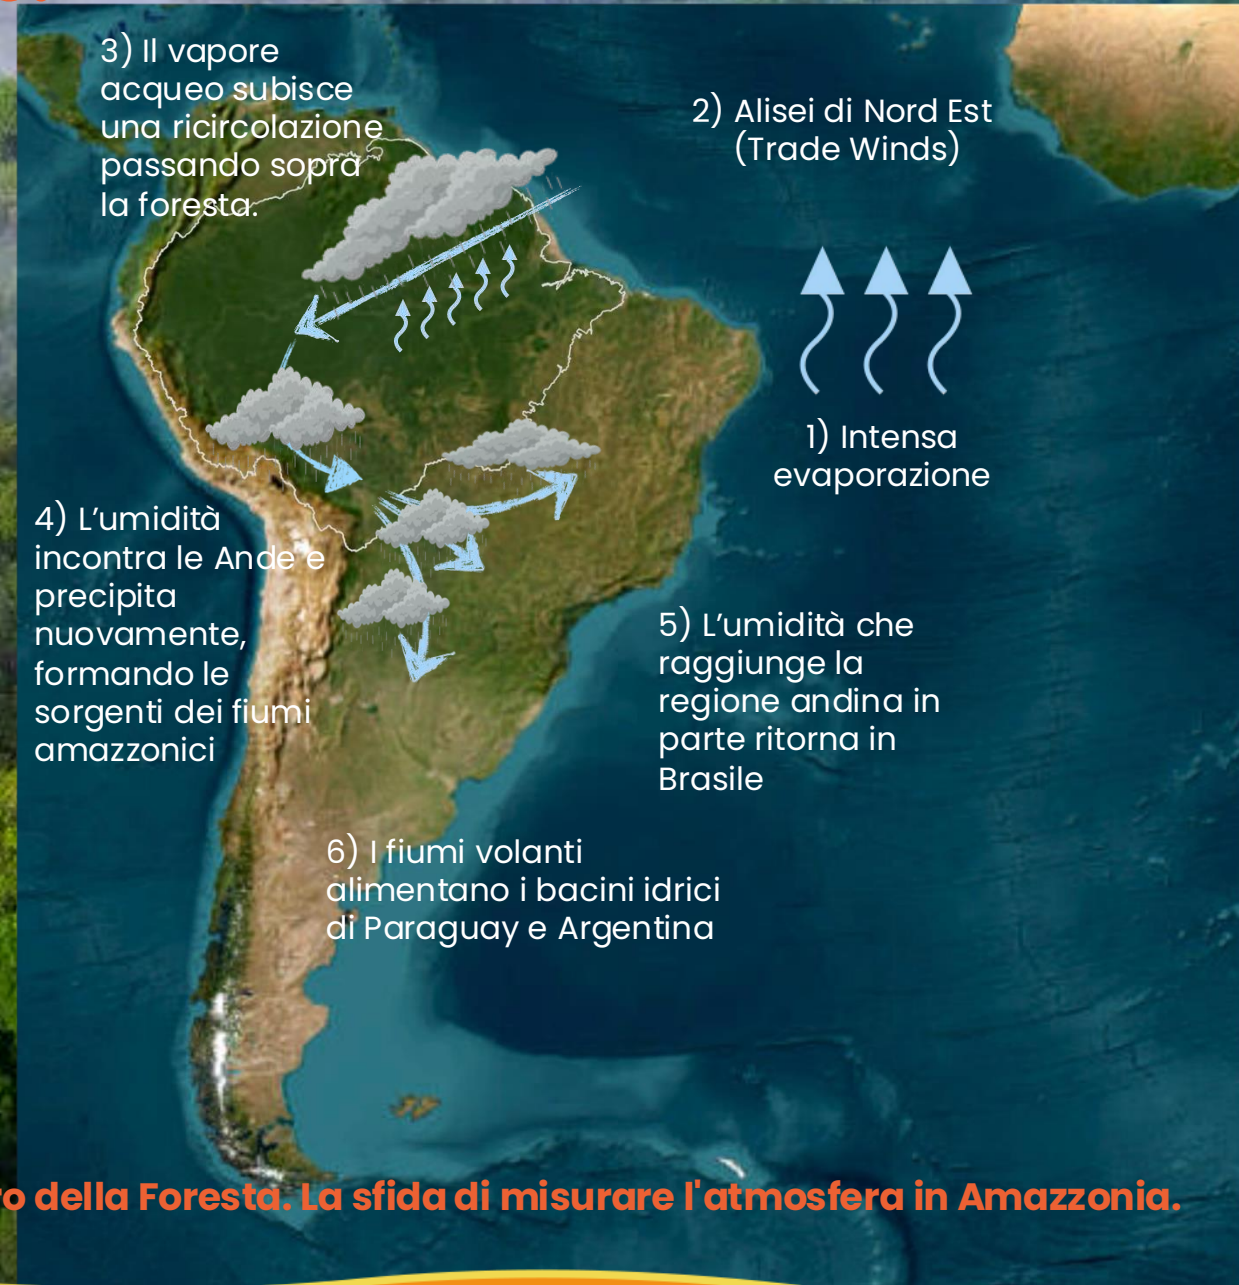 3) Il vapore
acqueo subisce
una ricircolazione
passando sopra
la foresta.
2) Alisei di Nord Est
(Trade Winds)
1) Intensa
evaporazione
4) L’umidità
incontra le Ande e
precipita
nuovamente,
formando le
sorgenti dei fiumi
amazzonici
5) L’umidità che
raggiunge la
regione andina in
parte ritorna in
Brasile
6) I fiumi volanti
alimentano i bacini idrici
di Paraguay e Argentina
ro della Foresta. La sfida di misurare l'atmosfera in Amazzonia.